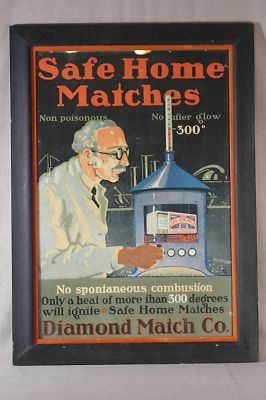 Safe Home
Matches
Non poisonous
No after glow
300°
No spontaneous combustion
Only a heat of more than 300 degrees
will ignite Safe Home Matches
Diamond Match Co.